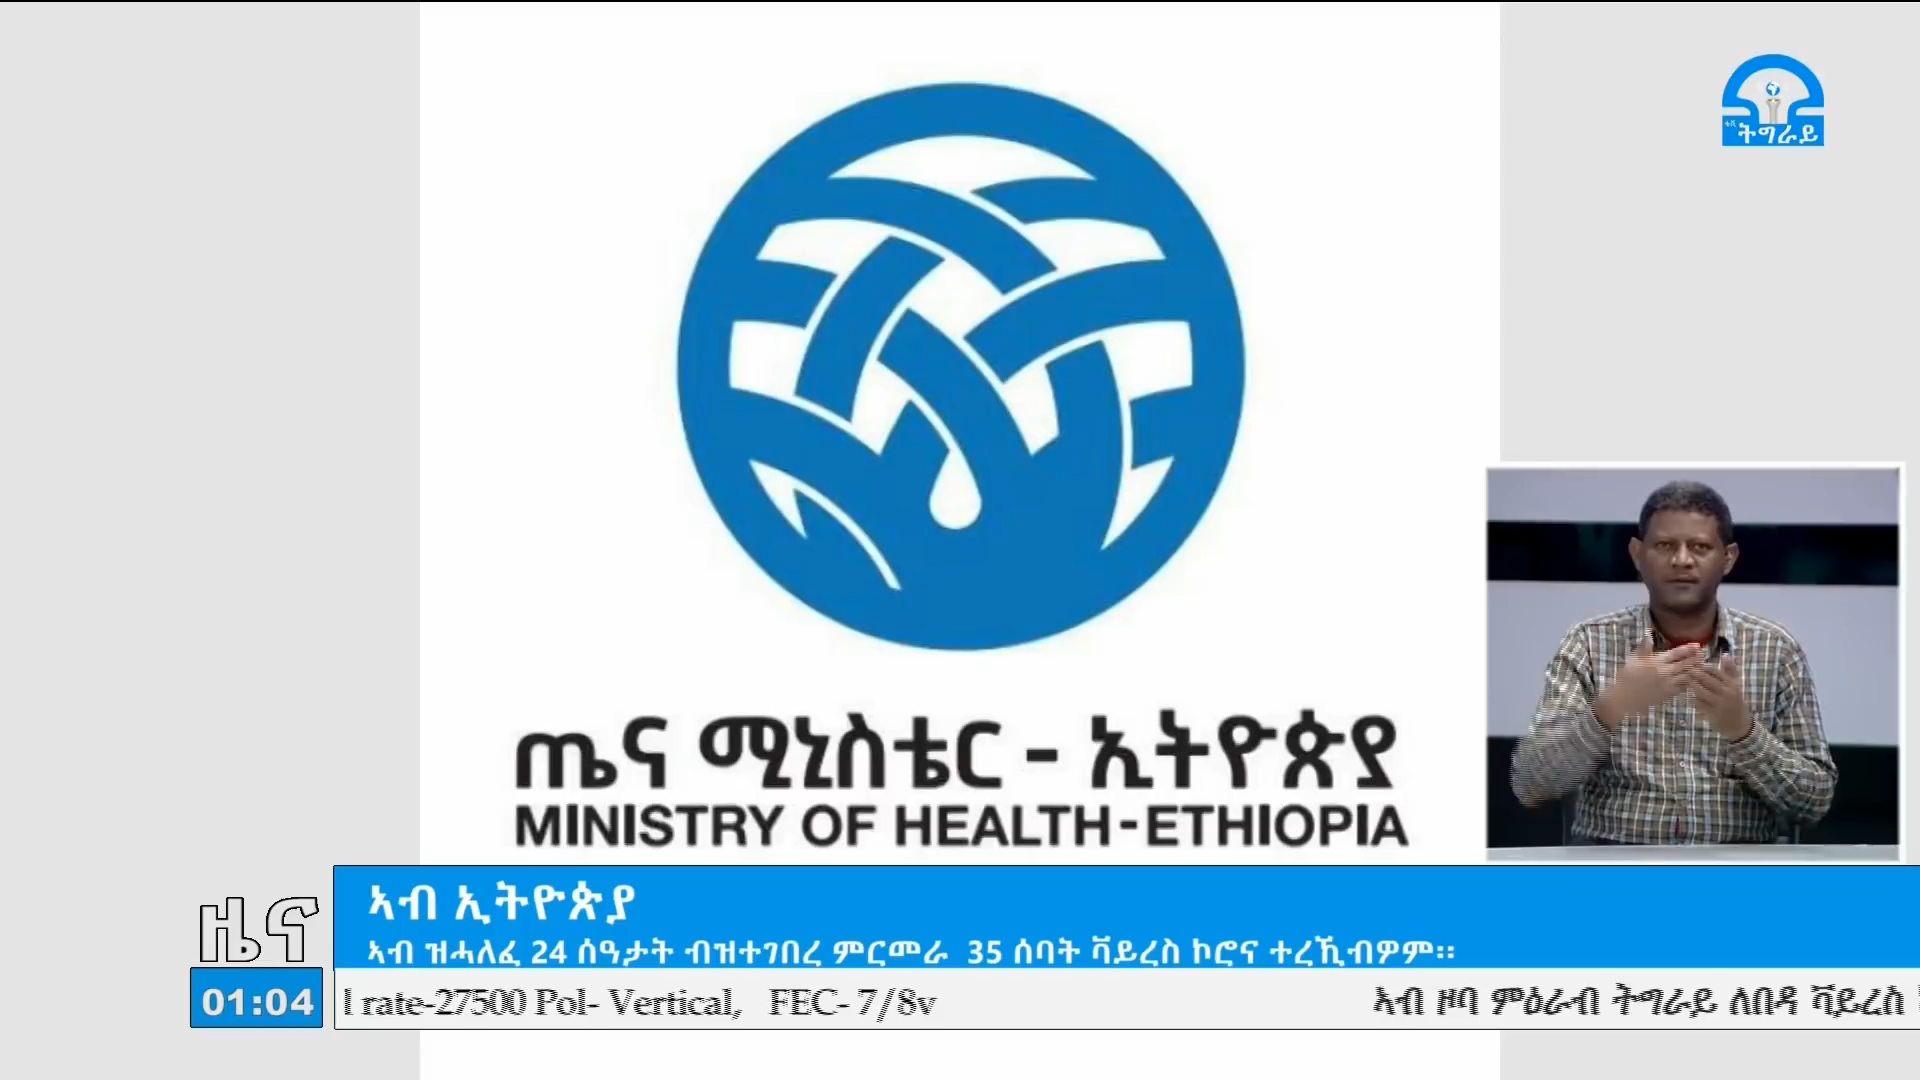 ቴቪ ትግራይ
ጤና ሚኒስቴር - ኢትዮጵያ
MINISTRY OF HEALTH-ETHIOPIA
ዜና
ኣብ ኢትዮጵያ
ኣብ ዝሓለፈ 24 ሰዓታት ብዝተገበረ ምርመራ 35 ሰባት ቫይረስ ኮሮና ተረኺብዎም።
01:04
l rate-27500 Pol- Vertical, FEC- 7/8v ኣብ ዞባ ምዕራብ ትግራይ ለበዳ ቫይረስ